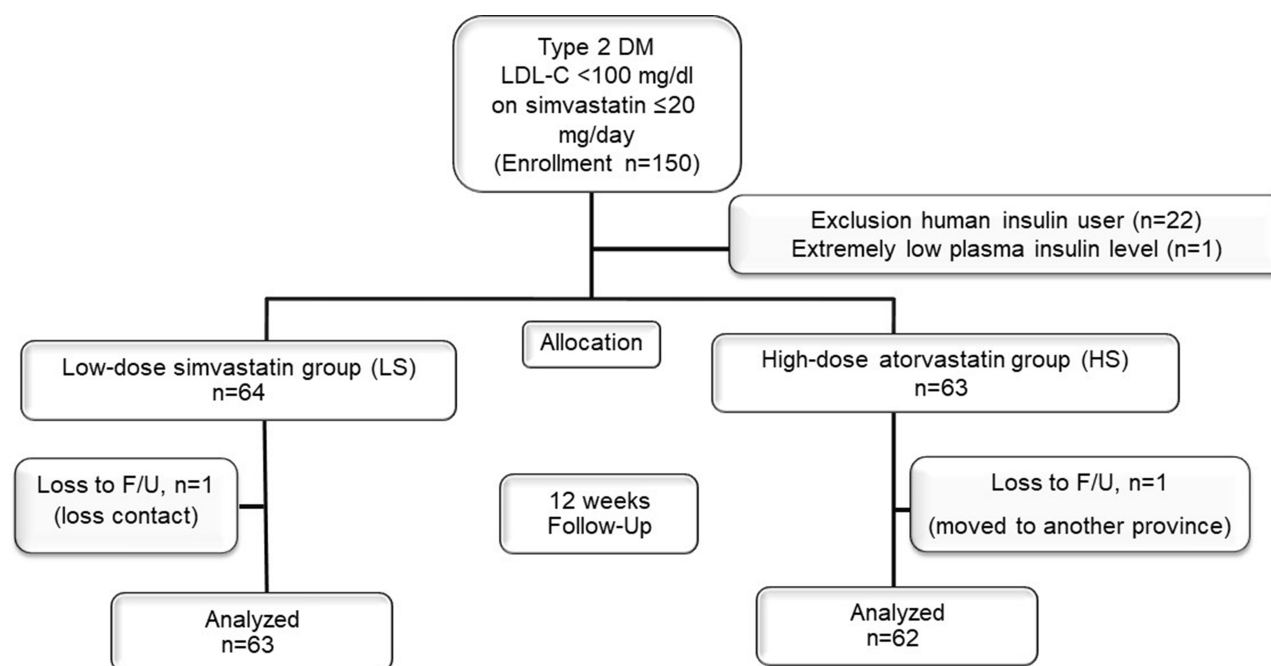 Type 2 DM
LDL-C <100 mg/dl
on simvastatin ≤20
mg/day
(Enrollment n=150)
Exclusion human insulin user (n=22)
Extremely low plasma insulin level (n=1)
Allocation
Low-dose simvastatin group (LS)
n=64
High-dose atorvastatin group (HS)
n=63
Loss to F/U, n=1
(loss contact)
12 weeks
Follow-Up
Loss to F/U, n=1
(moved to another province)
Analyzed
n=63
Analyzed
n=62